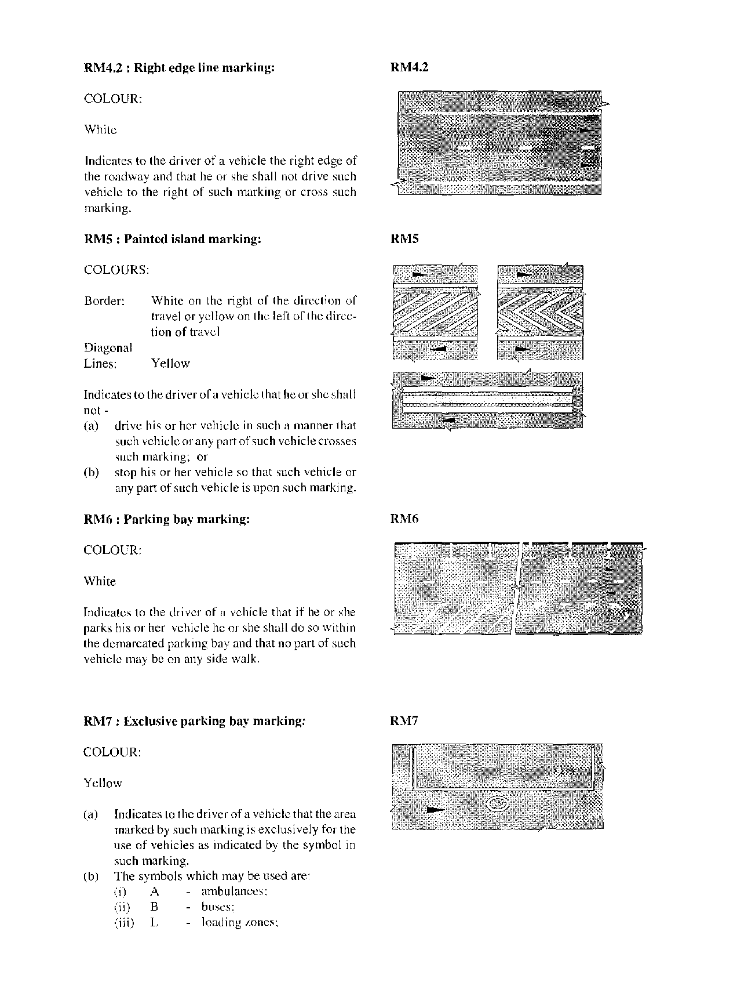 RM4.2 : Right edge line marking:
RM4.2
COLOUR:
White
Indicates to the driver of a vehicle the right edge of
the roadway and that he or she shall not drive such
vehicle to the right of such marking or cross such
marking.
RM5 : Painted island marking:
RM5
COLOURS:
Border: White on the right of the direction of
travel or yellow on the left of the direc-
tion of travel
Diagonal
Lines: Yellow
Indicates to the driver of a vehicle that he or she shall
not -
(a) drive his or her vehicle in such a manner that
such vehicle or any part of such vehicle crosses
such marking; or
(b) stop his or her vehicle so that such vehicle or
any part of such vehicle is upon such marking.
RM6 : Parking bay marking:
RM6
COLOUR:
White
Indicates to the driver of a vehicle that if he or she
parks his or her vehicle he or she shall do so within
the demarcated parking bay and that no part of such
vehicle may be on any side walk.
RM7 : Exclusive parking bay marking:
RM7
COLOUR:
Yellow
(a) Indicates to the driver of a vehicle that the area
marked by such marking is exclusively for the
use of vehicles as indicated by the symbol in
such marking.
(b) The symbols which may be used are:
(i) A - ambulances;
(ii) B - buses;
(iii) L - loading zones;